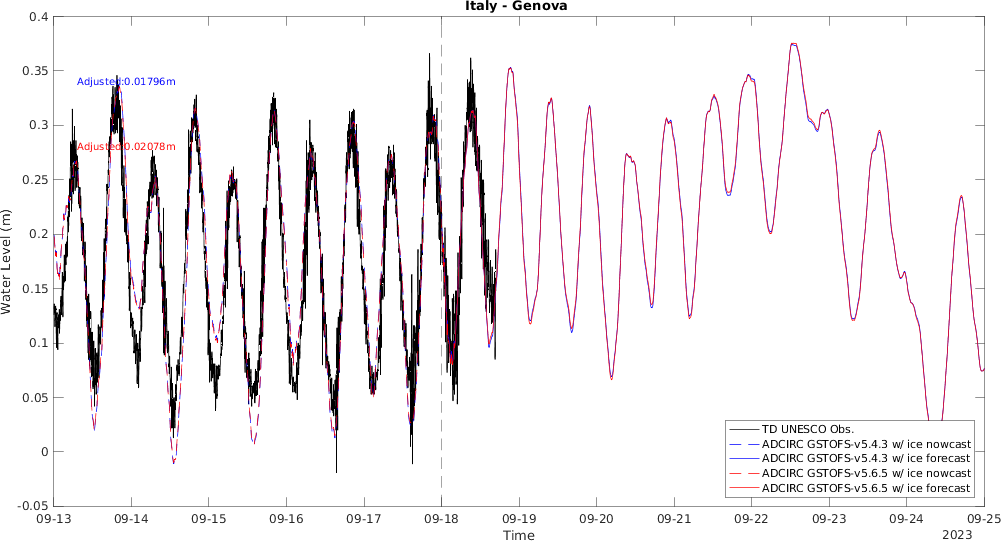 Italy - Genova
0.4
0.35
0.3
0.25
0.2
0.15
0.1
0.05
0
-0.05
Water Level (m)
Adjusted:0.01796m
Adjusted:0.02078m
TD UNESCO Obs.
ADCIRC GSTOFS-v5.4.3 w/ ice nowcast
ADCIRC GSTOFS-v5.4.3 w/ ice forecast
ADCIRC GSTOFS-v5.6.5 w/ ice nowcast
ADCIRC GSTOFS-v5.6.5 w/ ice forecast
09-13 09-14 09-15 09-16 09-17 09-18 09-19 09-20 09-21 09-22 09-23 09-24 09-25
Time
2023